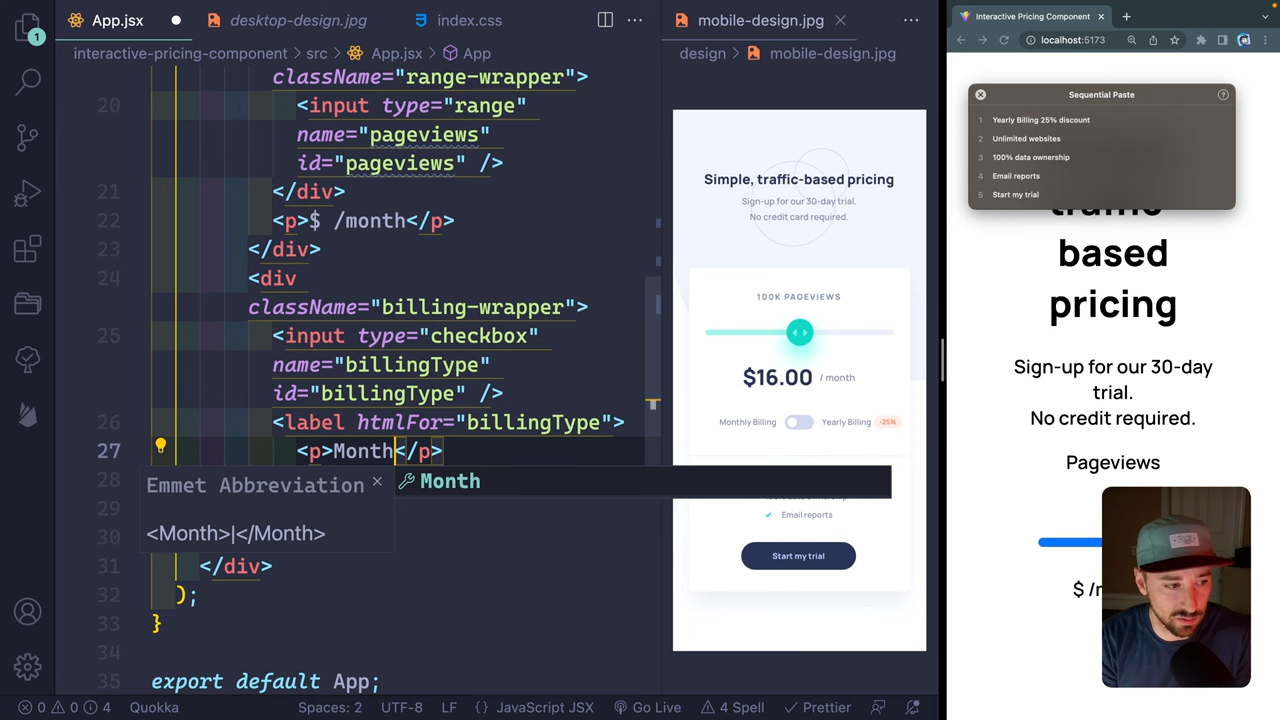 App.jsx
desktop-design.jpg
index.css
mobile-design.jpg
Interactive Pricing Component
localhost:5173
interactive-pricing-component > src > App.jsx > App
design > mobile-design.jpg
1
className="range-wrapper">
20 <input type="range"
name="pageviews"
id="pageviews" />
21 </div>
22 <p>$ /month</p>
23 </div>
24 <div
className="billing-wrapper">
25 <input type="checkbox"
name="billingType"
id="billingType" />
26 <label htmlFor="billingType">
27 <p>Month</p>
28
29
30
31 </div>
32 );
33 }
34
35 export default App;
Emmet Abbreviation
<Month>|</Month>
Month
Simple, traffic-based pricing
Sign-up for our 30-day trial.
No credit card required.
100K PAGEVIEWS
$16.00 / month
Monthly Billing
Yearly Billing
-25%
Email reports
Start my trial
Sequential Paste
?
1 Yearly Billing 25% discount
2 Unlimited websites
3 100% data ownership
4 Email reports
5 Start my trial
based
pricing
Sign-up for our 30-day
trial.
No credit required.
Pageviews
0 0 4
Quokka
Spaces: 2
UTF-8
LF
{} JavaScript JSX
Go Live
4 Spell
Prettier